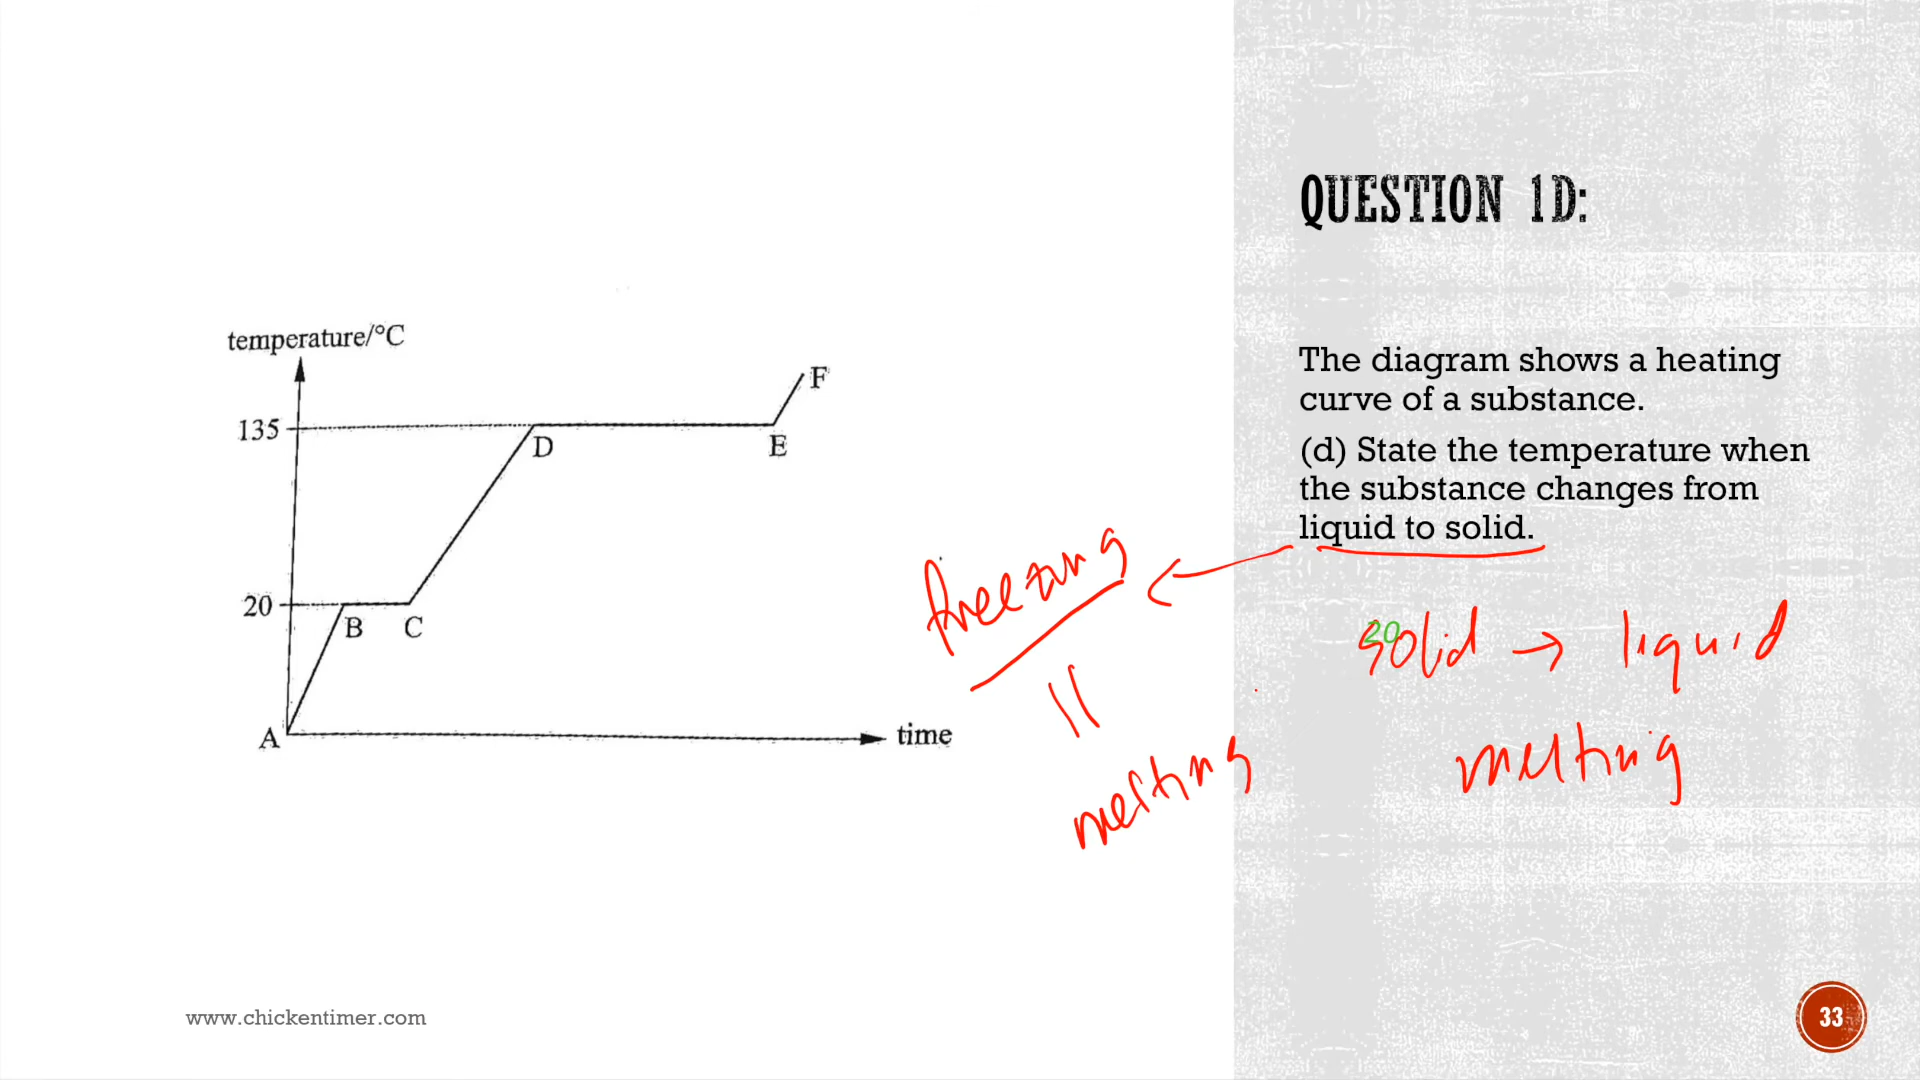 QUESTION 1D:
temperature/°C
F
135
D
E
20
B
C
A
time
The diagram shows a heating
curve of a substance.
(d) State the temperature when
the substance changes from
liquid to solid.
freezing
||
melting
20
solid → liquid
melting
www.chickentimer.com
33